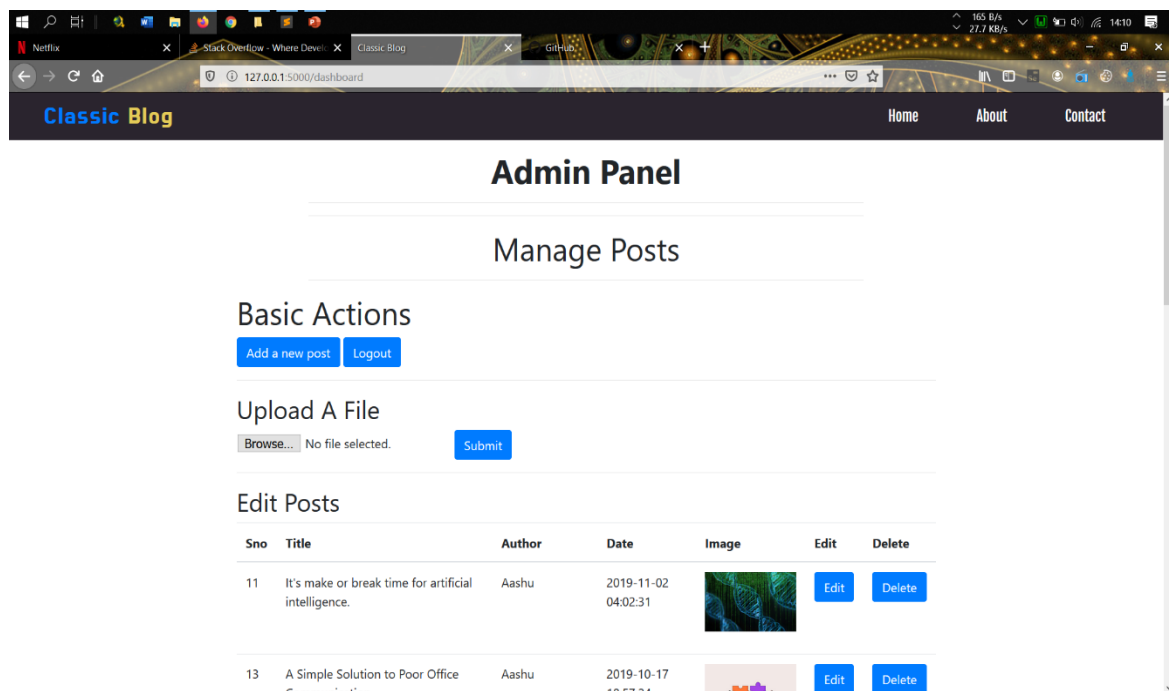 165 B/s
27.7 KB/s
14:10
Netflix
Stack Overflow - Where Develo
Classic Blog
GitHub
127.0.0.1:5000/dashboard
Classic Blog
Home About Contact
Admin Panel
Manage Posts
Basic Actions
Add a new post Logout
Upload A File
Browse... No file selected. Submit
Edit Posts
Sno Title Author Date Image Edit Delete
11 It's make or break time for artificial Aashu 2019-11-02 Edit Delete
intelligence. 04:02:31
13 A Simple Solution to Poor Office Aashu 2019-10-17 Edit Delete